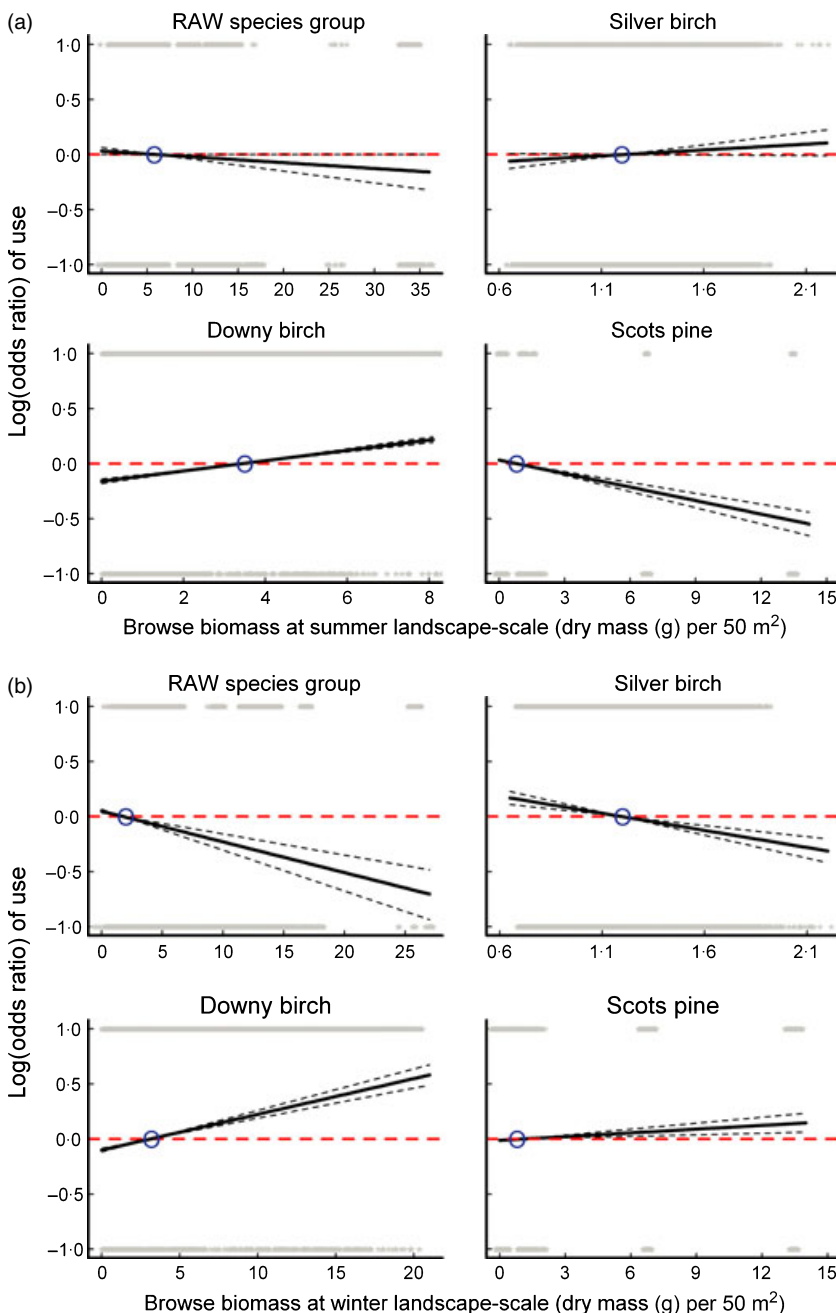 (a)
RAW species group
Silver birch
1·0
0·5
0·0
–0·5
–1·0
0 5 10 15 20 25 30 35
0·6 1·1 1·6 2·1
Downy birch
Scots pine
1·0
0·5
0·0
–0·5
–1·0
0 2 4 6 8
0 3 6 9 12 15
Log(odds ratio) of use
Browse biomass at summer landscape-scale (dry mass (g) per 50 m²)
(b)
RAW species group
Silver birch
1·0
0·5
0·0
–0·5
–1·0
0 5 10 15 20 25
0·6 1·1 1·6 2·1
Downy birch
Scots pine
1·0
0·5
0·0
–0·5
–1·0
0 5 10 15 20
0 3 6 9 12 15
Log(odds ratio) of use
Browse biomass at winter landscape-scale (dry mass (g) per 50 m²)